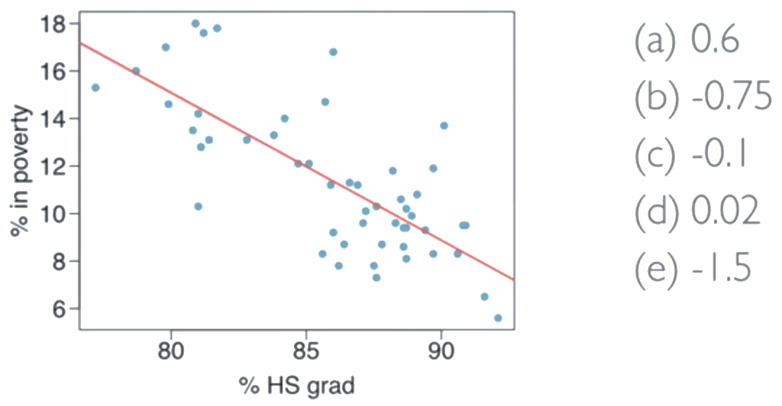 18
16
14
12
10
8
6
% in poverty
80 85 90
% HS grad
(a) 0.6
(b) -0.75
(c) -0.1
(d) 0.02
(e) -1.5